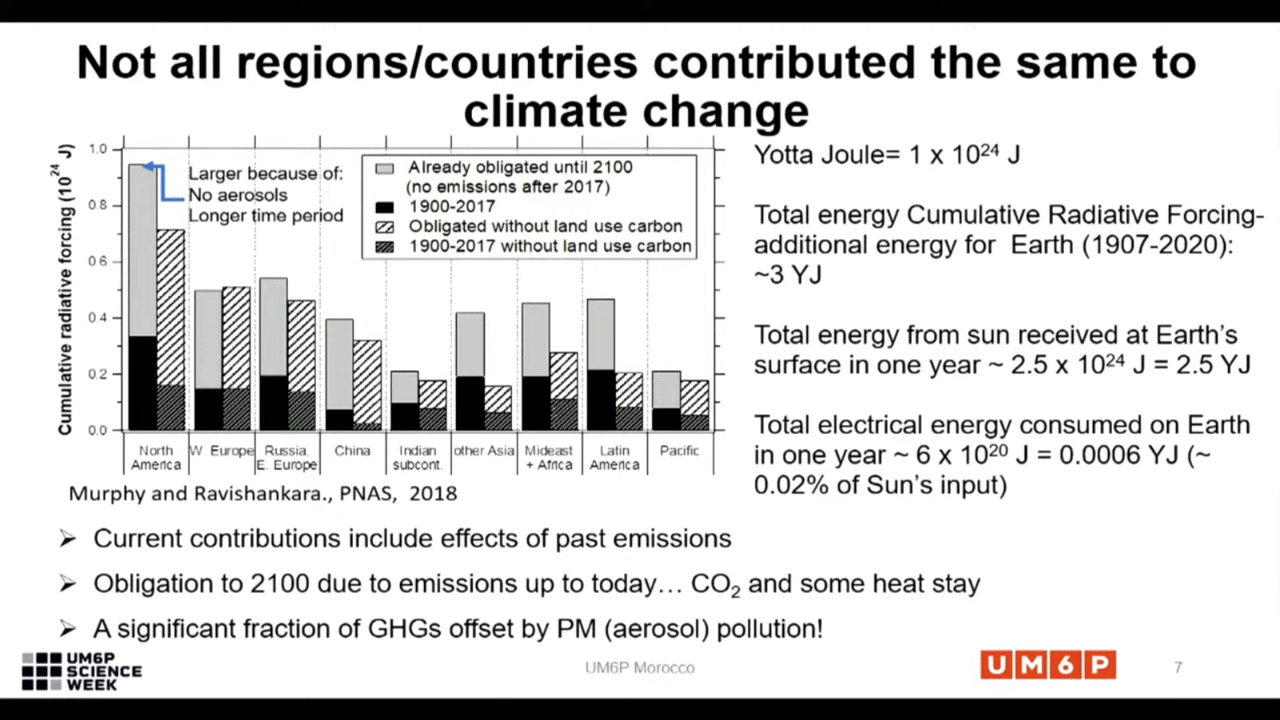 Not all regions/countries contributed the same to
climate change
Cumulative radiative forcing (10²⁴ J)
1.0
0.8
0.6
0.4
0.2
0.0
Larger because of:
No aerosols
Longer time period
Already obligated until 2100
(no emissions after 2017)
1900-2017
Obligated without land use carbon
1900-2017 without land use carbon
North
America
W Europe
Russia,
E. Europe
China
Indian
subcont.
other Asia
Mideast
+ Africa
Latin
America
Pacific
Murphy and Ravishankara., PNAS, 2018
Yotta Joule= 1 x 10²⁴ J
Total energy Cumulative Radiative Forcing-
additional energy for Earth (1907-2020):
~3 YJ
Total energy from sun received at Earth's
surface in one year ~ 2.5 x 10²⁴ J = 2.5 YJ
Total electrical energy consumed on Earth
in one year ~ 6 x 10²⁰ J = 0.0006 YJ (~
0.02% of Sun's input)
➢ Current contributions include effects of past emissions
➢ Obligation to 2100 due to emissions up to today… CO₂ and some heat stay
➢ A significant fraction of GHGs offset by PM (aerosol) pollution!
UM6P
SCIENCE
WEEK
UM6P Morocco
UM6P
7